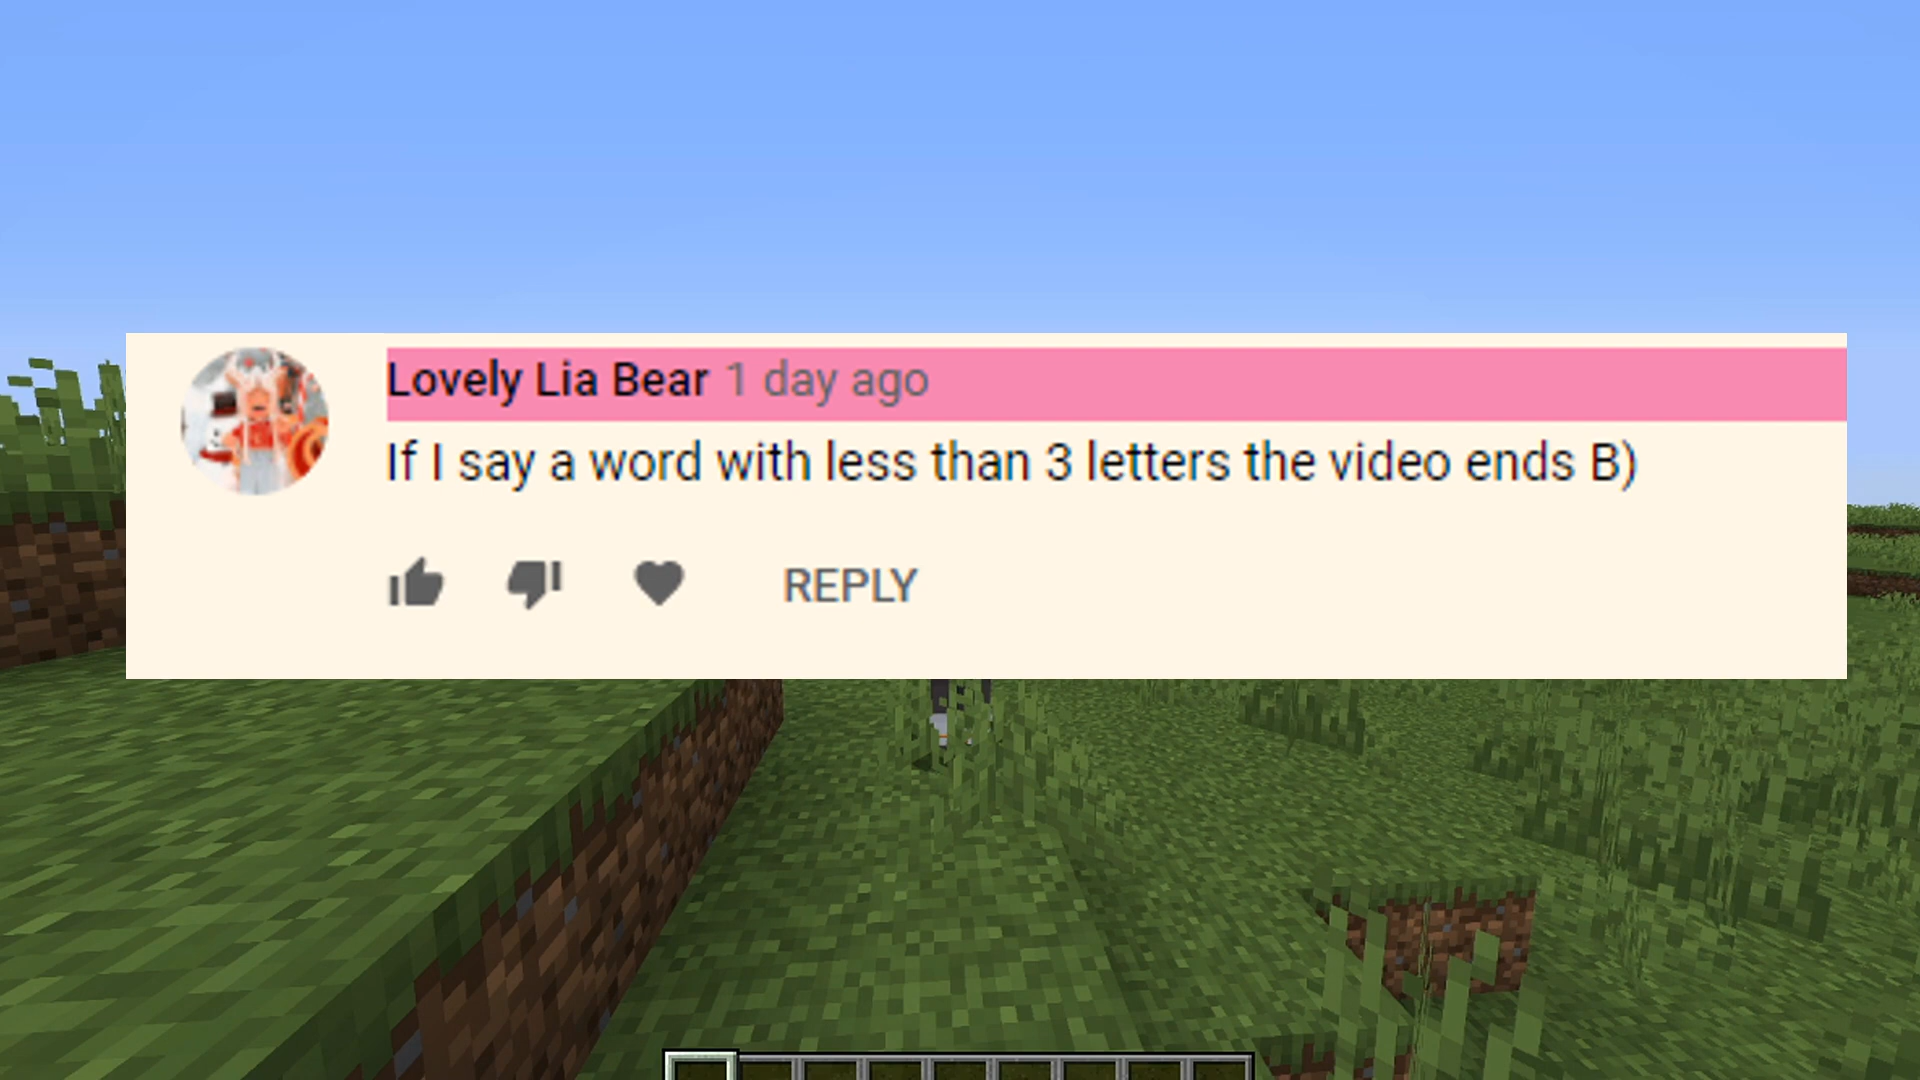 Lovely Lia Bear 1 day ago
If I say a word with less than 3 letters the video ends B)
REPLY